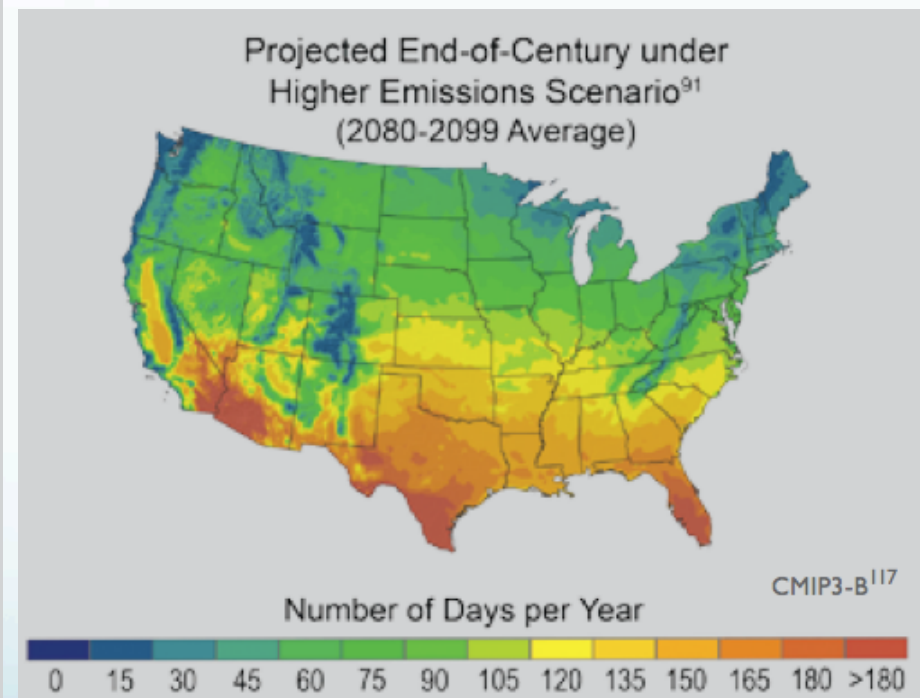 Projected End-of-Century under
Higher Emissions Scenario⁹¹
(2080-2099 Average)
CMIP3-B¹¹⁷
Number of Days per Year
0 15 30 45 60 75 90 105 120 135 150 165 180 >180